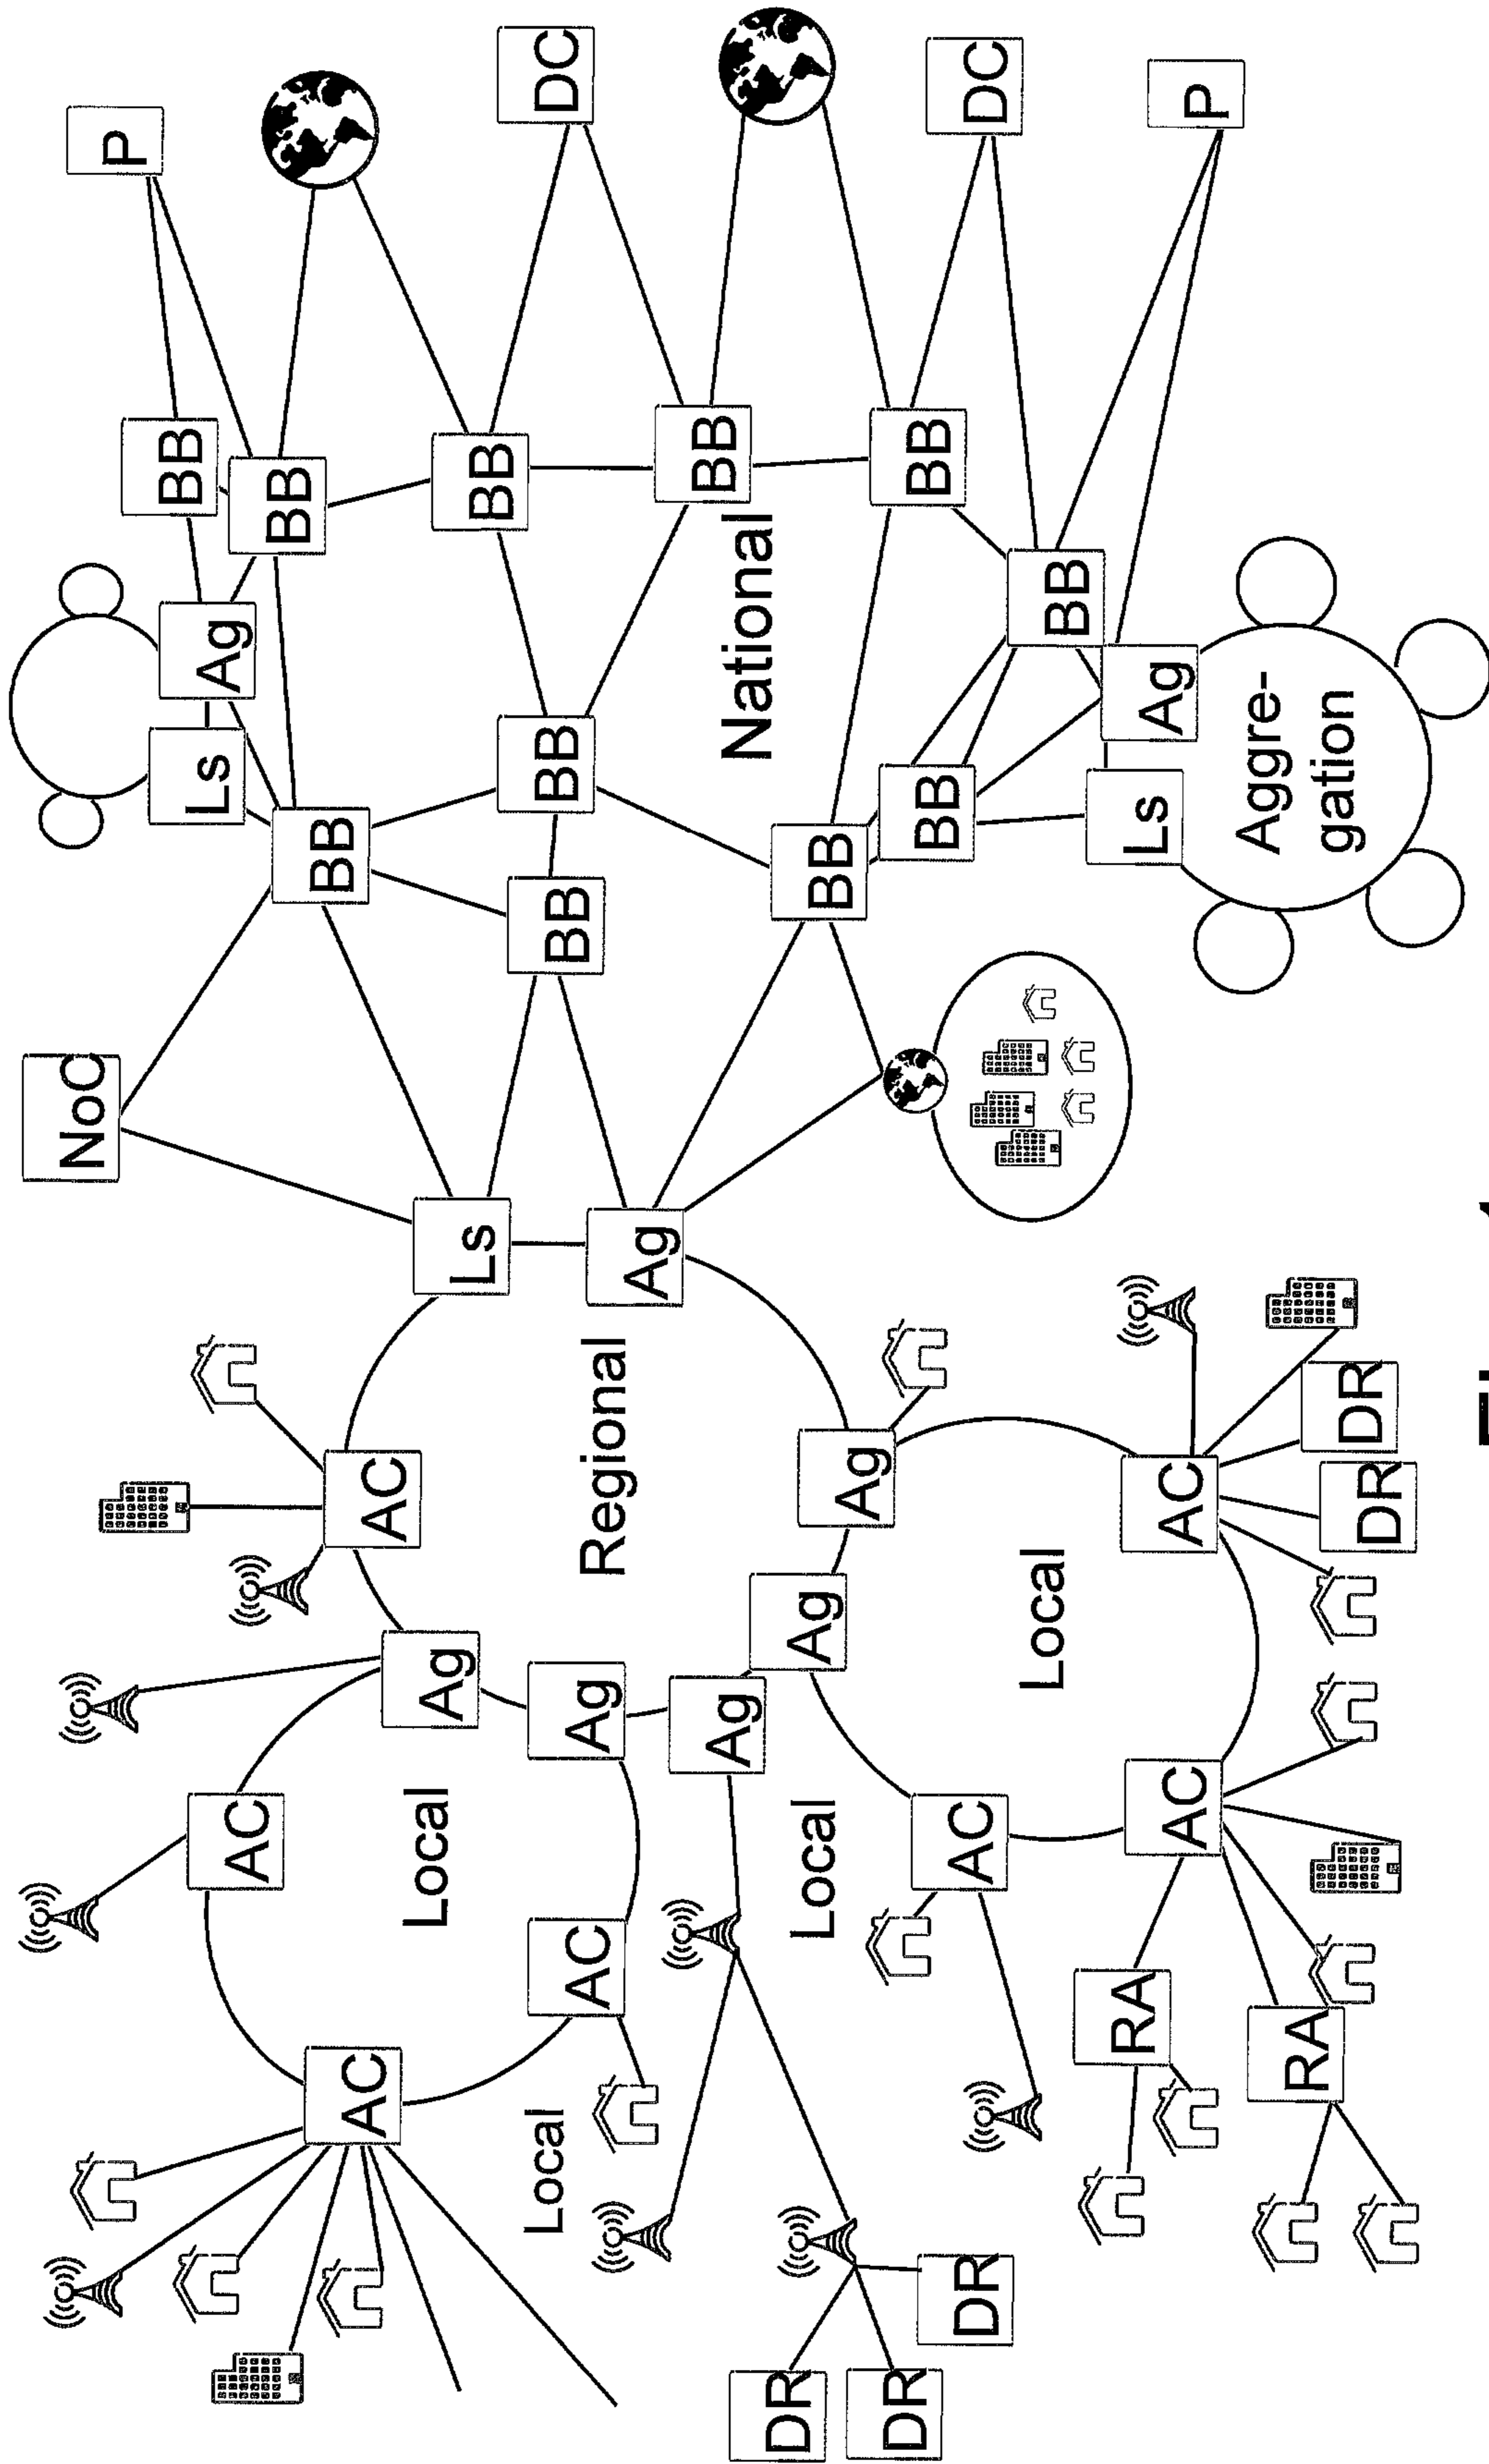 NoC
P
BB
Ls
Ag
AC
BB
BB
AC
AC
Local
Ag
Ls
BB
Local
DC
BB
BB
AC
Ag
Regional
Ag
BB
Ag
National
DR
Local
Ag
BB
Ag
DR
BB
BB
AC
DR
DC
Local
BB
RA
Ls
Ag
AC
AC
P
Aggre-
gation
RA
DR
DR